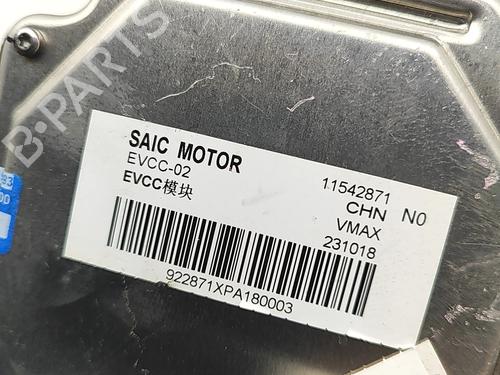 B-PARTS
SAIC MOTOR
EVCC-02
EVCC模块
11542871
CHN N0
VMAX
231018
922871XPA180003